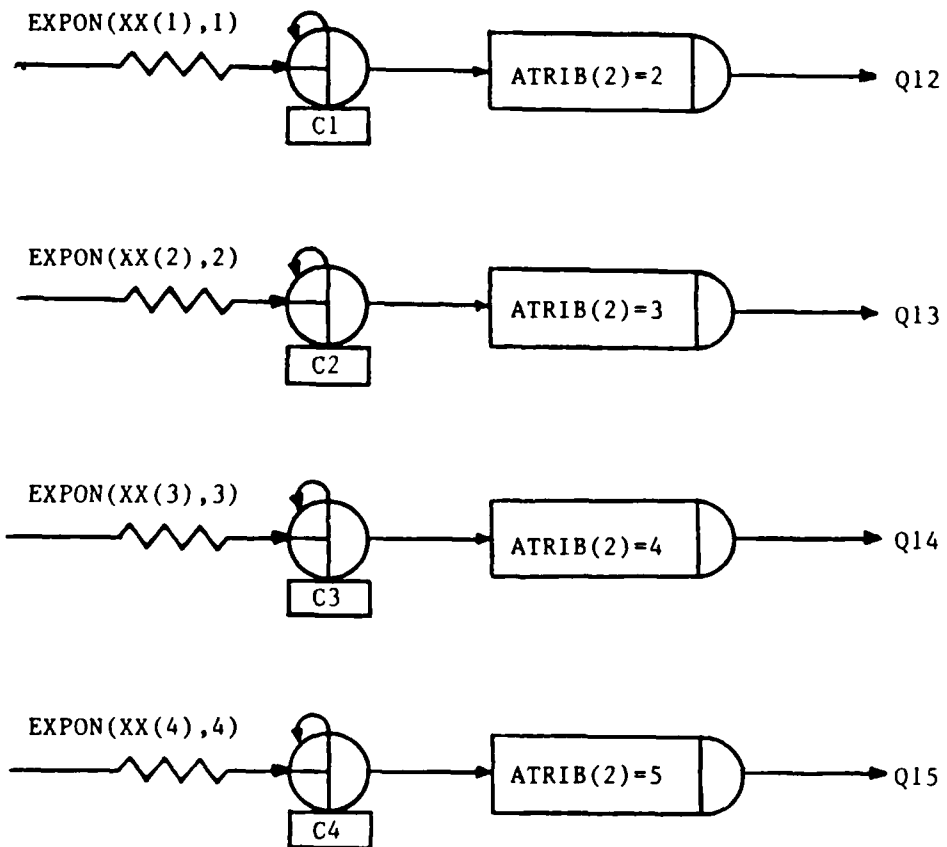 EXPON(XX(1),1)
ATRIB(2)=2
Q12
C1
EXPON(XX(2),2)
ATRIB(2)=3
Q13
C2
EXPON(XX(3),3)
ATRIB(2)=4
Q14
C3
EXPON(XX(4),4)
ATRIB(2)=5
Q15
C4